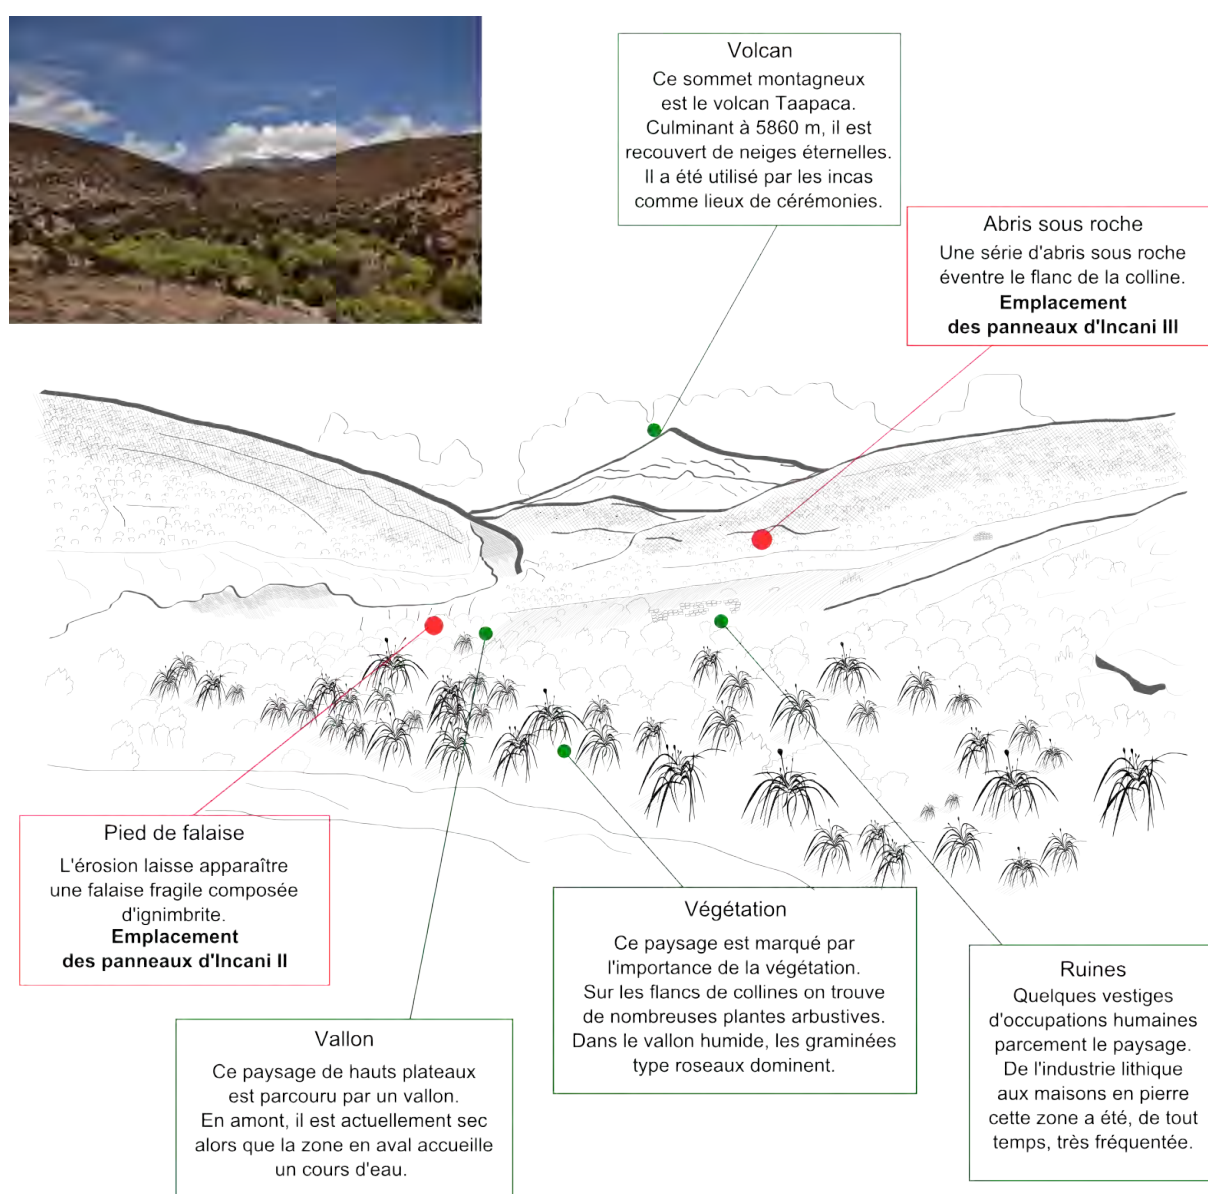 Volcan
Ce sommet montagneux
est le volcan Taapaca.
Culminant à 5860 m, il est
recouvert de neiges éternelles.
Il a été utilisé par les incas
comme lieux de cérémonies.
Abris sous roche
Une série d'abris sous roche
éventre le flanc de la colline.
Emplacement
des panneaux d'Incani III
Pied de falaise
L'érosion laisse apparaître
une falaise fragile composée
d'ignimbrite.
Emplacement
des panneaux d'Incani II
Vallon
Ce paysage de hauts plateaux
est parcouru par un vallon.
En amont, il est actuellement sec
alors que la zone en aval accueille
un cours d'eau.
Végétation
Ce paysage est marqué par
l'importance de la végétation.
Sur les flancs de collines on trouve
de nombreuses plantes arbustives.
Dans le vallon humide, les graminées
type roseaux dominent.
Ruines
Quelques vestiges
d'occupations humaines
parcement le paysage.
De l'industrie lithique
aux maisons en pierre
cette zone a été, de tout
temps, très fréquentée.